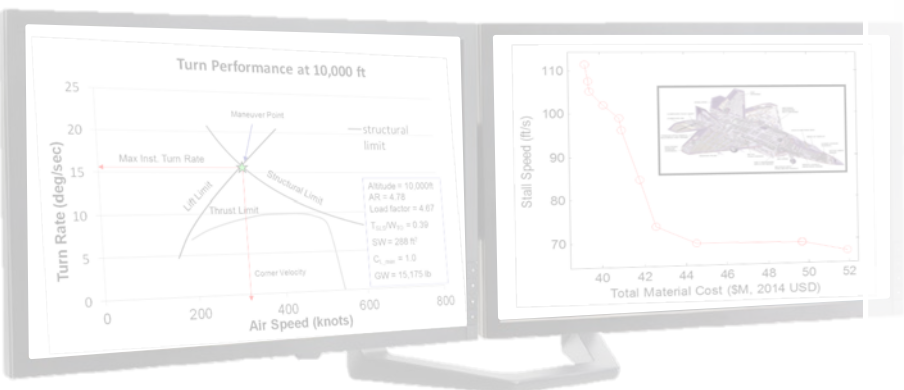 Turn Performance at 10,000 ft
25
20
15
10
5
0
Turn Rate (deg/sec)
Maneuver Point
structural
limit
Max Inst. Turn Rate
Lift Limit
Structural Limit
Thrust Limit
Corner Velocity
Altitude = 10,000ft
AR = 4.78
Load factor = 4.67
SW = 288 ft²
GW = 15,175 lb
0
200
400
600
800
Air Speed (knots)
110
100
90
80
70
Stall Speed (ft/s)
40
42
44
46
48
50
52
Total Material Cost ($M, 2014 USD)